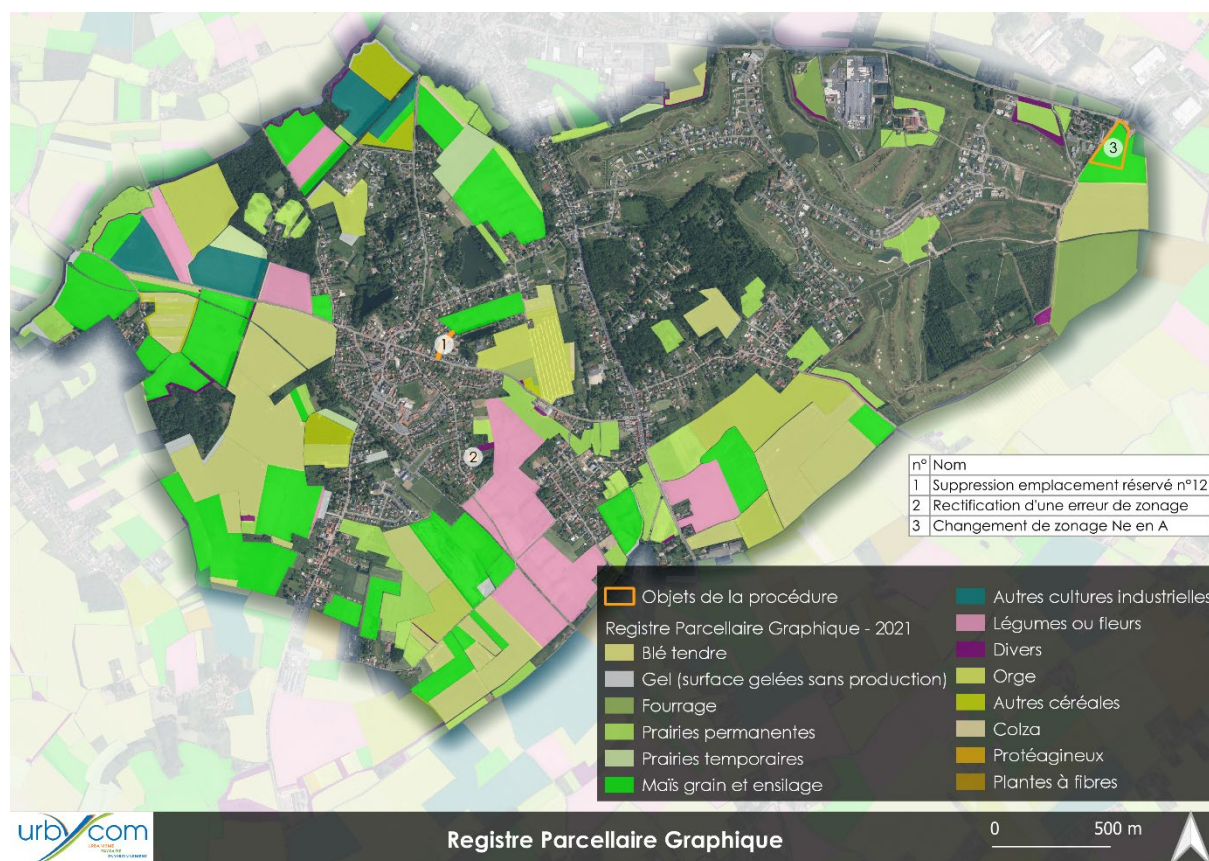 3
1
2
n° Nom
1 Suppression emplacement réservé n°12
2 Rectification d'une erreur de zonage
3 Changement de zonage Ne en A
Objets de la procédure
Registre Parcellaire Graphique - 2021
Blé tendre
Gel (surface gelées sans production)
Fourrage
Prairies permanentes
Prairies temporaires
Maïs grain et ensilage
Autres cultures industrielles
Légumes ou fleurs
Divers
Orge
Autres céréales
Colza
Protéagineux
Plantes à fibres
urbycom
URBANISME
PAYSAGE
ENVIRONNEMENT
Registre Parcellaire Graphique
0 500 m